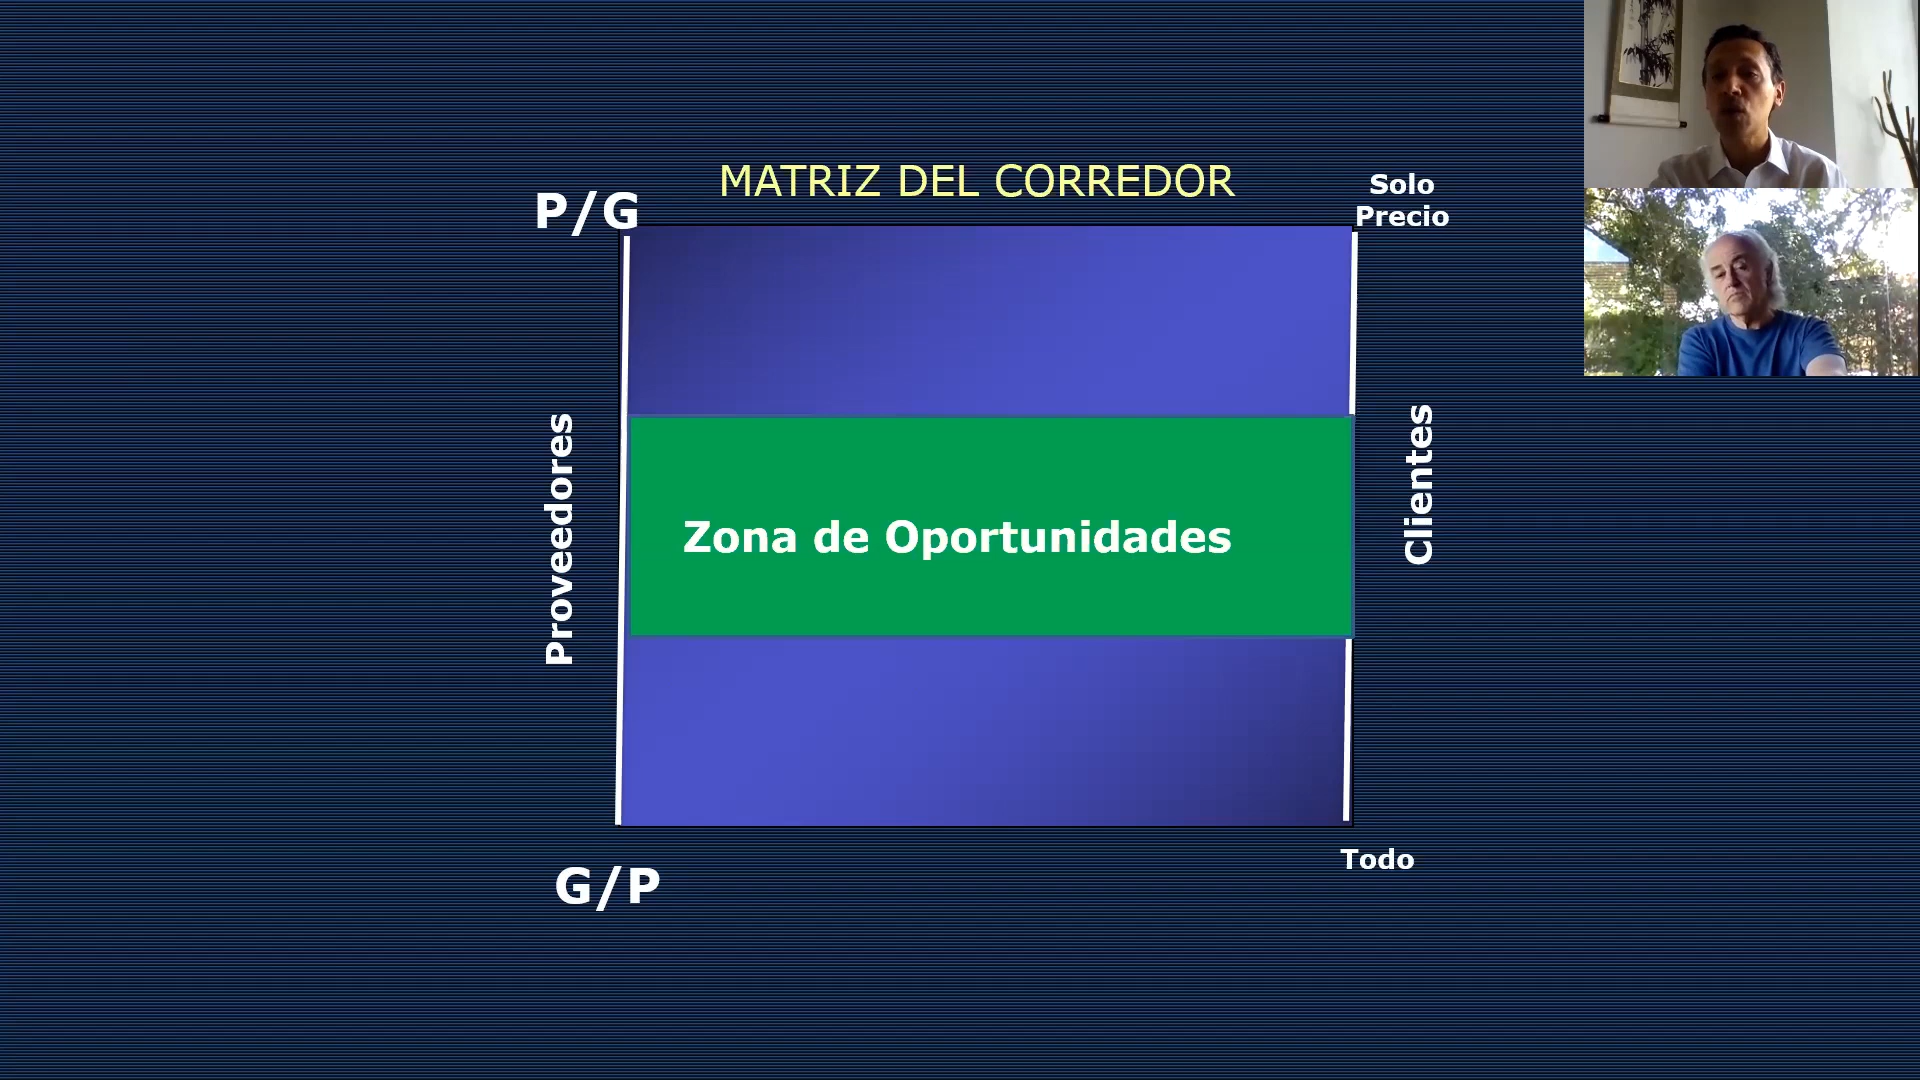 MATRIZ DEL CORREDOR
P/G
Solo
Precio
Proveedores
Zona de Oportunidades
Clientes
G/P
Todo